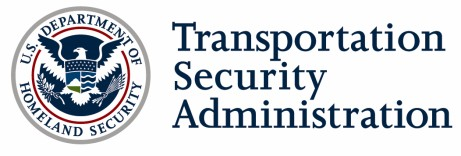 U.S. DEPARTMENT OF
HOMELAND SECURITY
Transportation
Security
Administration